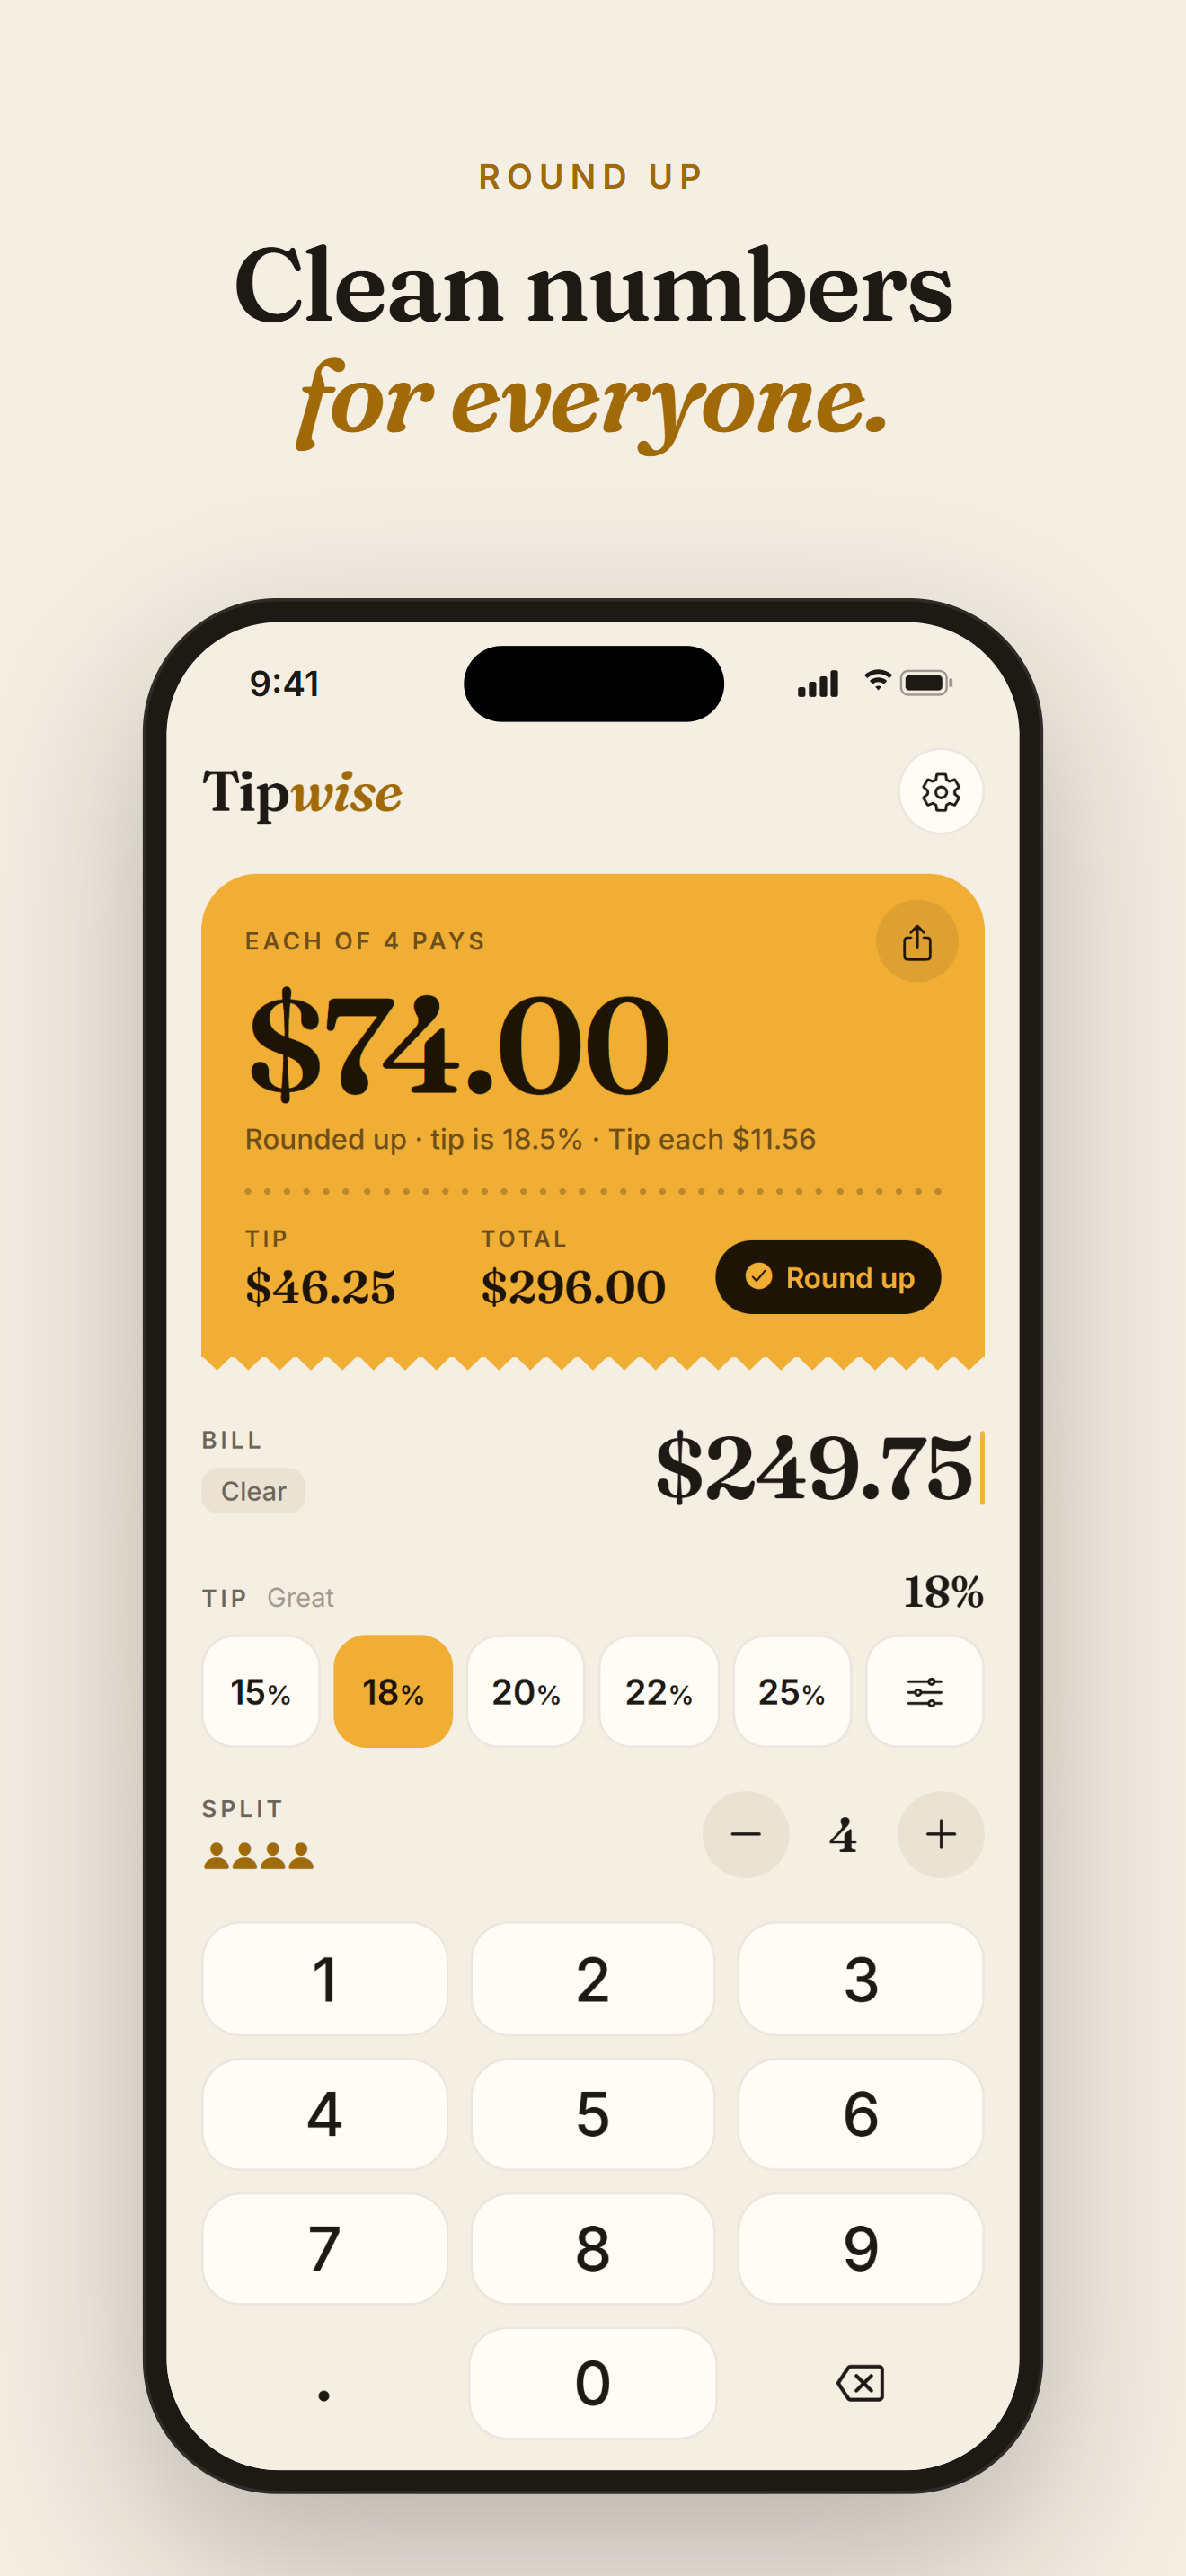 ROUND UP
Clean numbers
for everyone.
9:41
Tipwise
EACH OF 4 PAYS
$74.00
Rounded up · tip is 18.5% · Tip each $11.56
TIP
TOTAL
$46.25
$296.00
Round up
BILL
$249.75
Clear
TIP Great
18%
15% 18% 20% 22% 25%
SPLIT
4
1 2 3
4 5 6
7 8 9
. 0